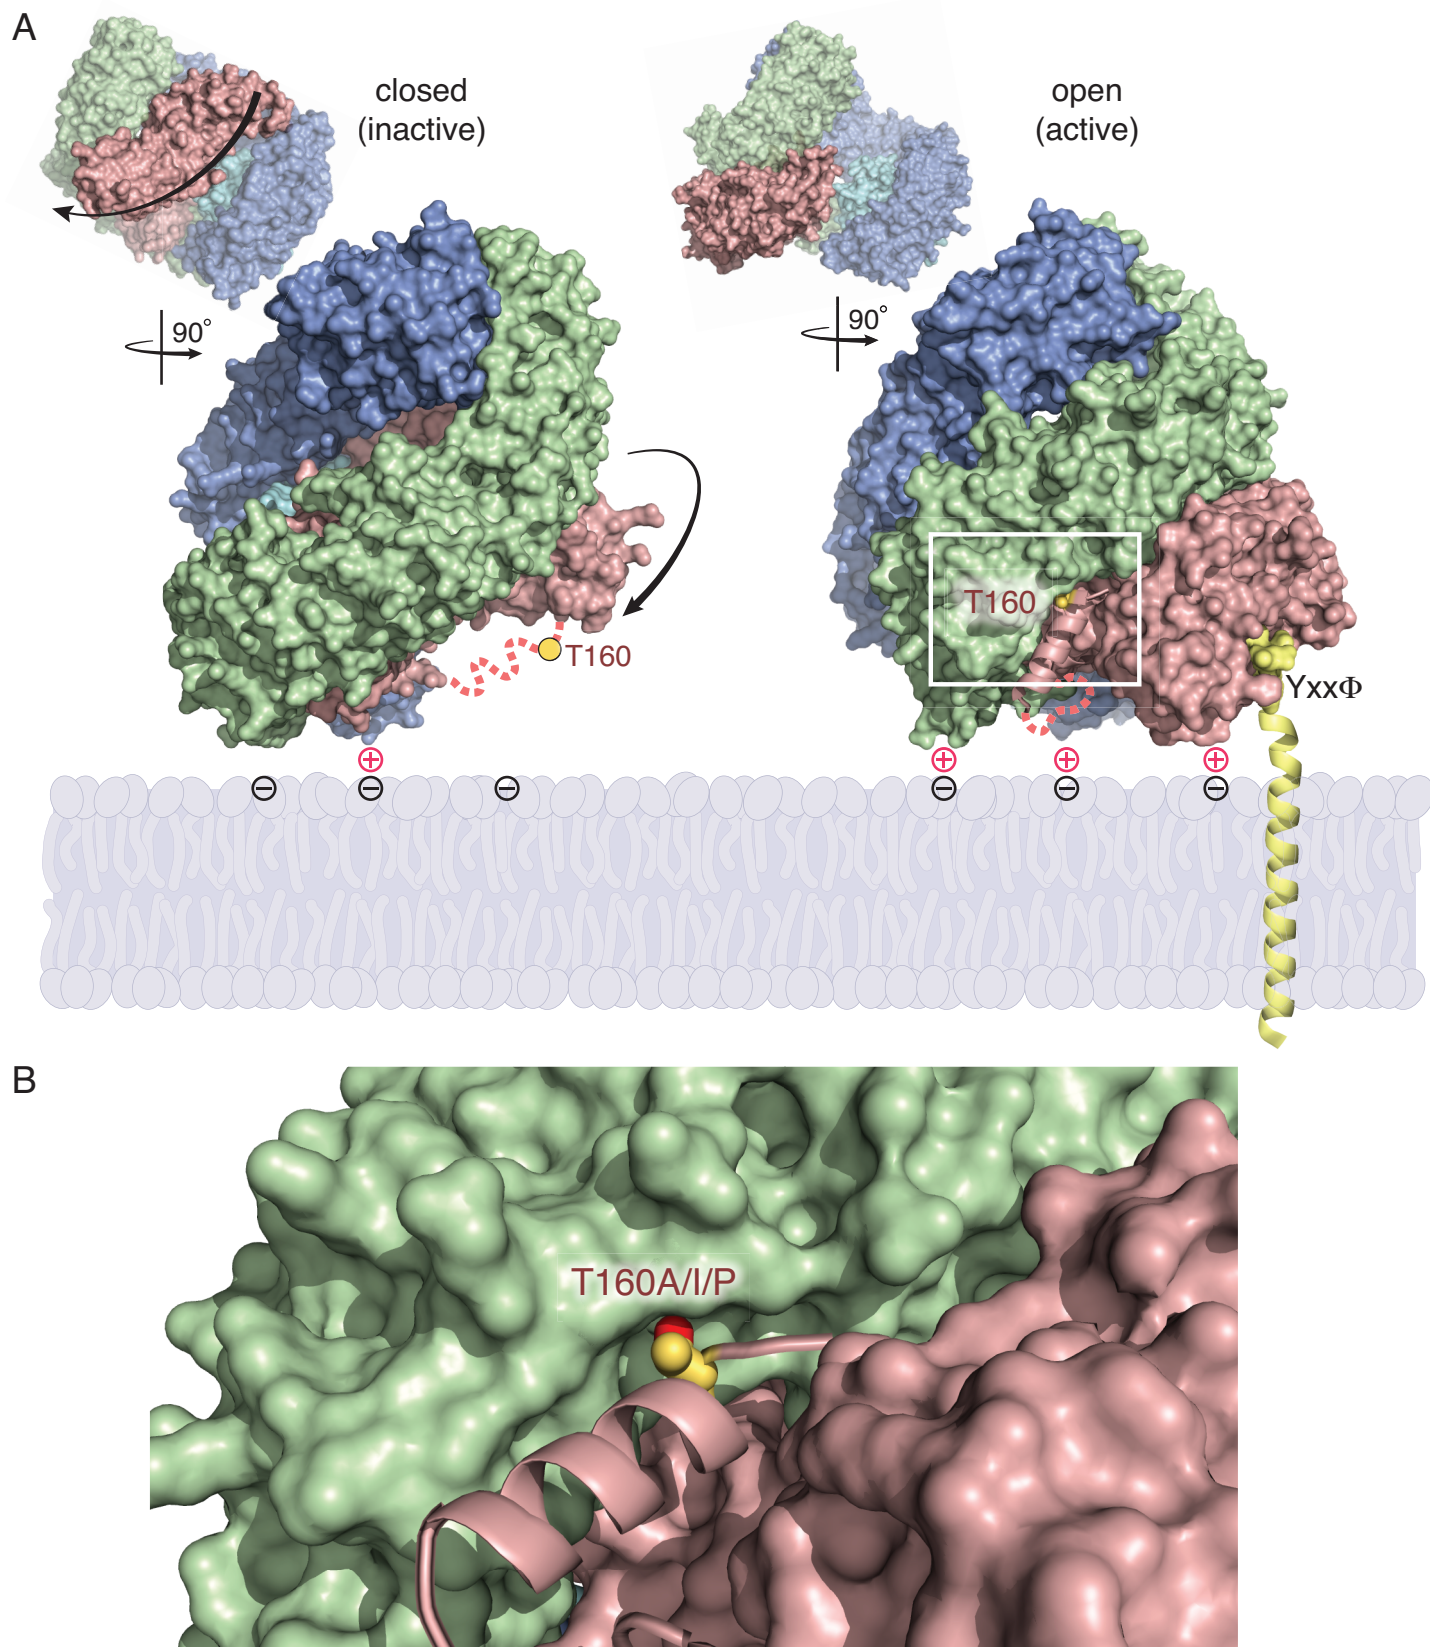 A
closed
(inactive)
open
(active)
90°
90°
T160
T160
YxxΦ
+
+
+
+
−
−
−
−
−
−
B
T160A/I/P